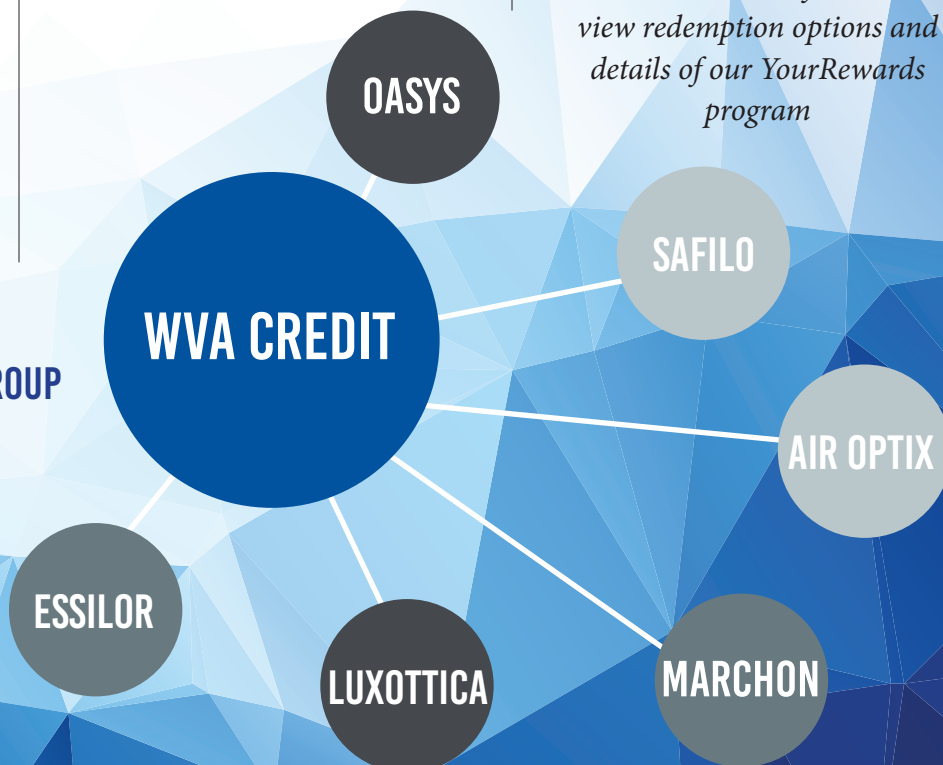 view redemption options and
details of our YourRewards
program
OASYS
SAFILO
WVA CREDIT
ROUP
AIR OPTIX
ESSILOR
LUXOTTICA
MARCHON